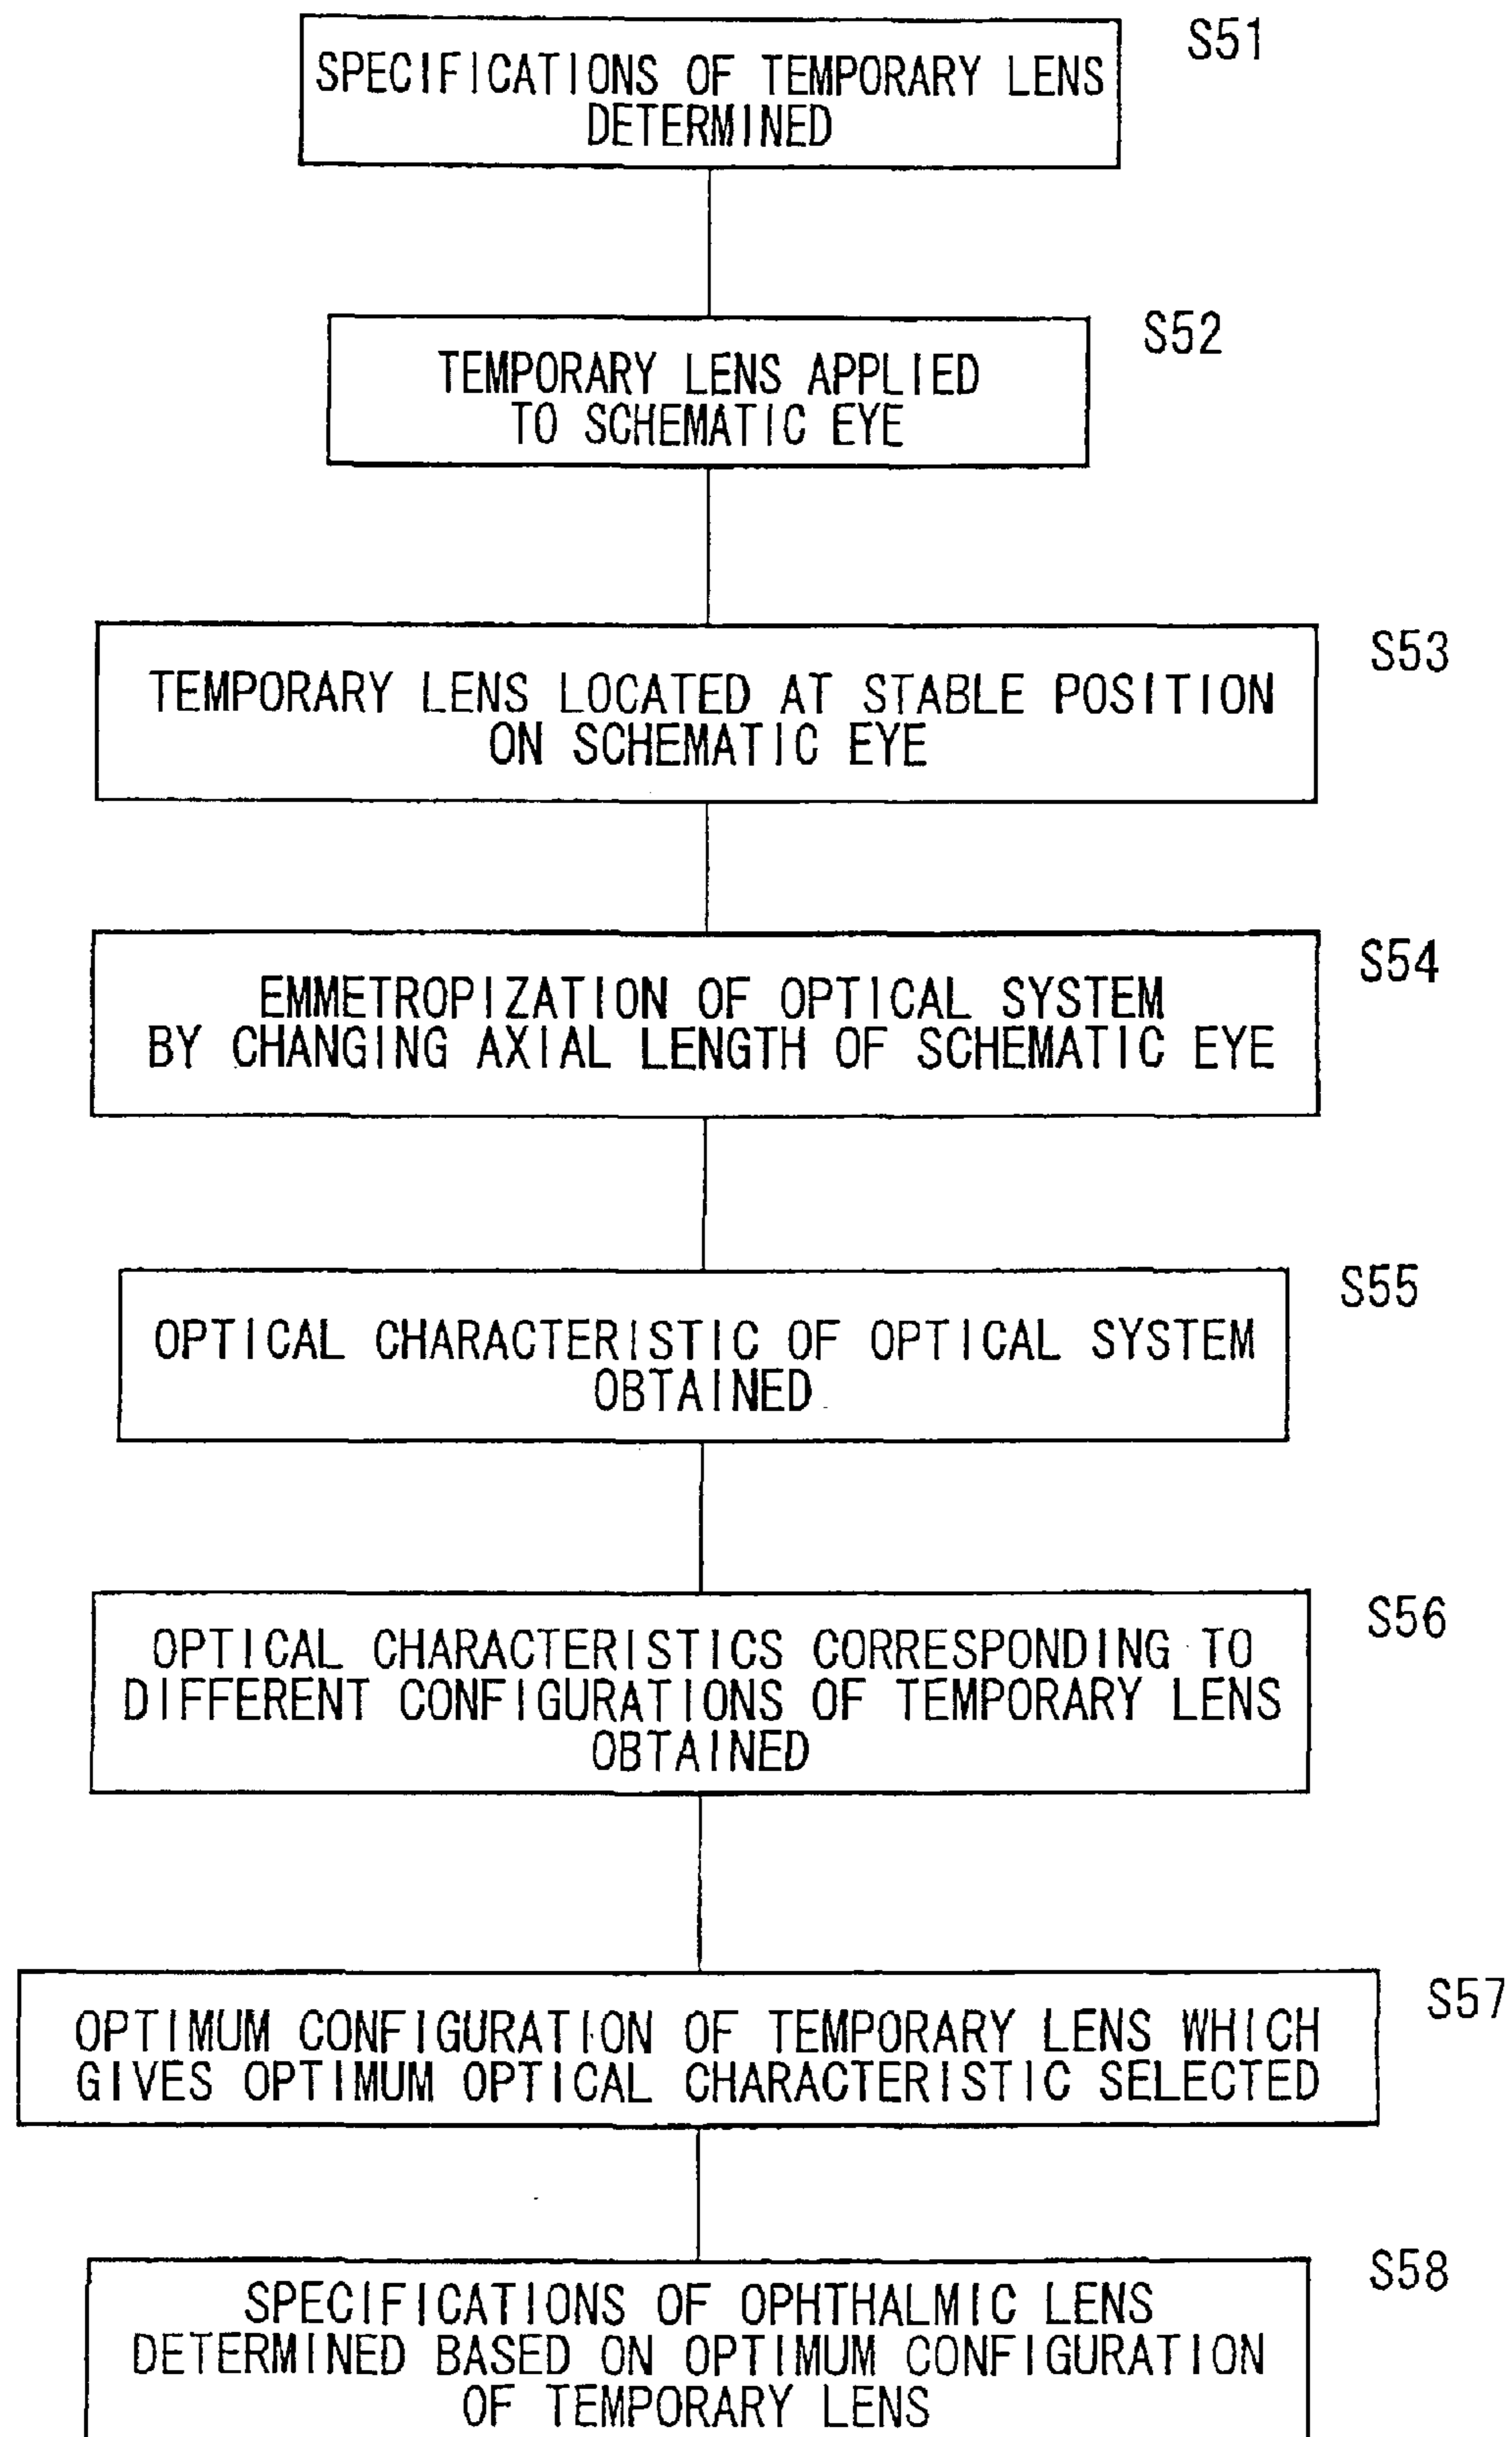 S51
SPECIFICATIONS OF TEMPORARY LENS
DETERMINED
S52
TEMPORARY LENS APPLIED
TO SCHEMATIC EYE
S53
TEMPORARY LENS LOCATED AT STABLE POSITION
ON SCHEMATIC EYE
S54
EMMETROPIZATION OF OPTICAL SYSTEM
BY CHANGING AXIAL LENGTH OF SCHEMATIC EYE
S55
OPTICAL CHARACTERISTIC OF OPTICAL SYSTEM
OBTAINED
S56
OPTICAL CHARACTERISTICS CORRESPONDING TO
DIFFERENT CONFIGURATIONS OF TEMPORARY LENS
OBTAINED
S57
OPTIMUM CONFIGURATION OF TEMPORARY LENS WHICH
GIVES OPTIMUM OPTICAL CHARACTERISTIC SELECTED
S58
SPECIFICATIONS OF OPHTHALMIC LENS
DETERMINED BASED ON OPTIMUM CONFIGURATION
OF TEMPORARY LENS